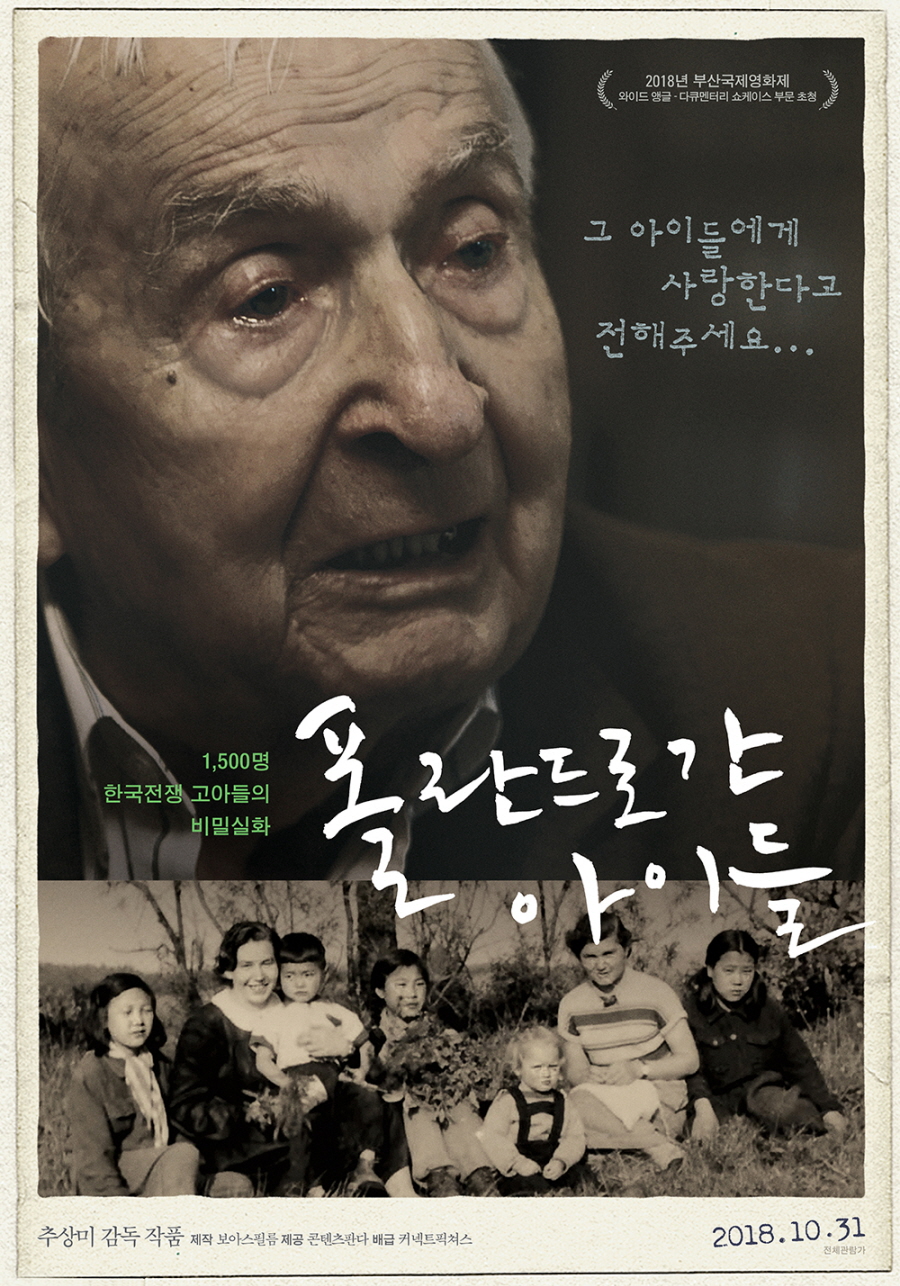 2018년 부산국제영화제
와이드 앵글 - 다큐멘터리 쇼케이스 부문 초청
그 아이들에게
사랑한다고
전해주세요...
1,500명
한국전쟁 고아들의
비밀실화
폴란드로 간
아이들
추상미 감독 작품 제작 보아스필름 제공 콘텐츠판다 배급 커넥트픽쳐스
2018.10.31
전체관람가